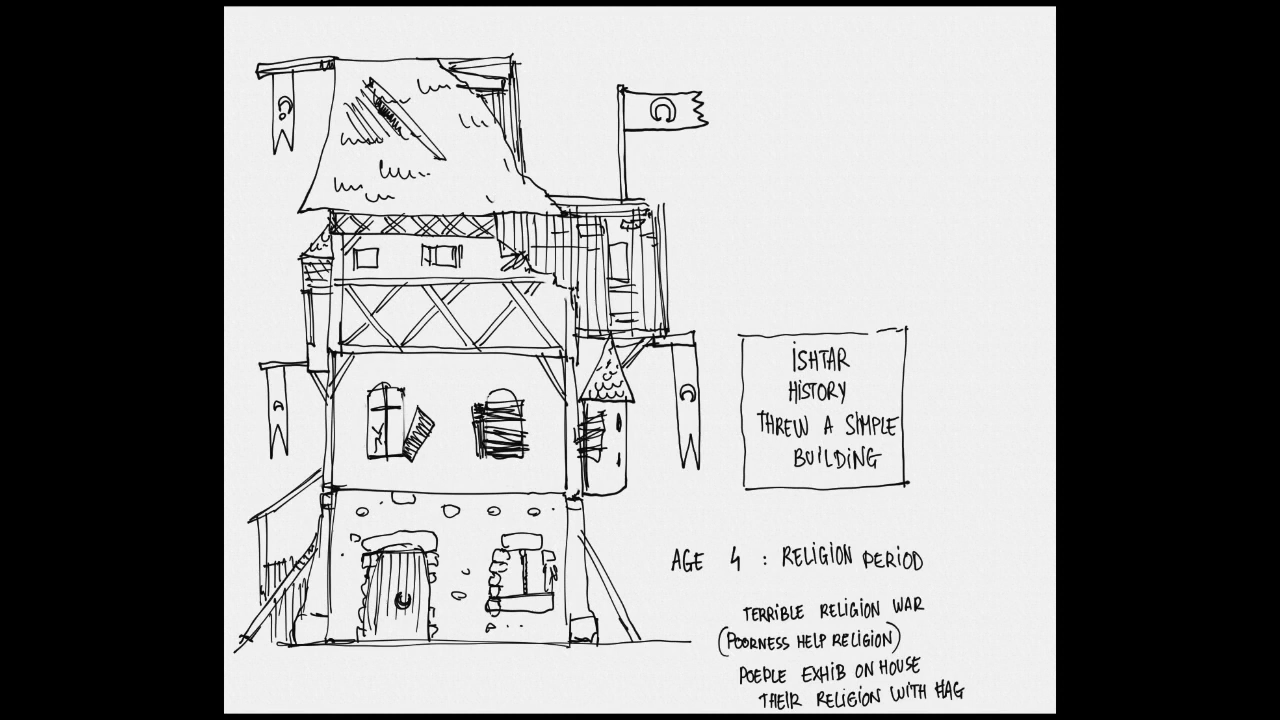 ISHTAR
HISTORY
THREW A SIMPLE
BUILDING
AGE 4 : RELIGION PERIOD
TERRIBLE RELIGION WAR
(POORNESS HELP RELIGION)
POEPLE EXHIB ON HOUSE
THEIR RELIGION WITH HAG